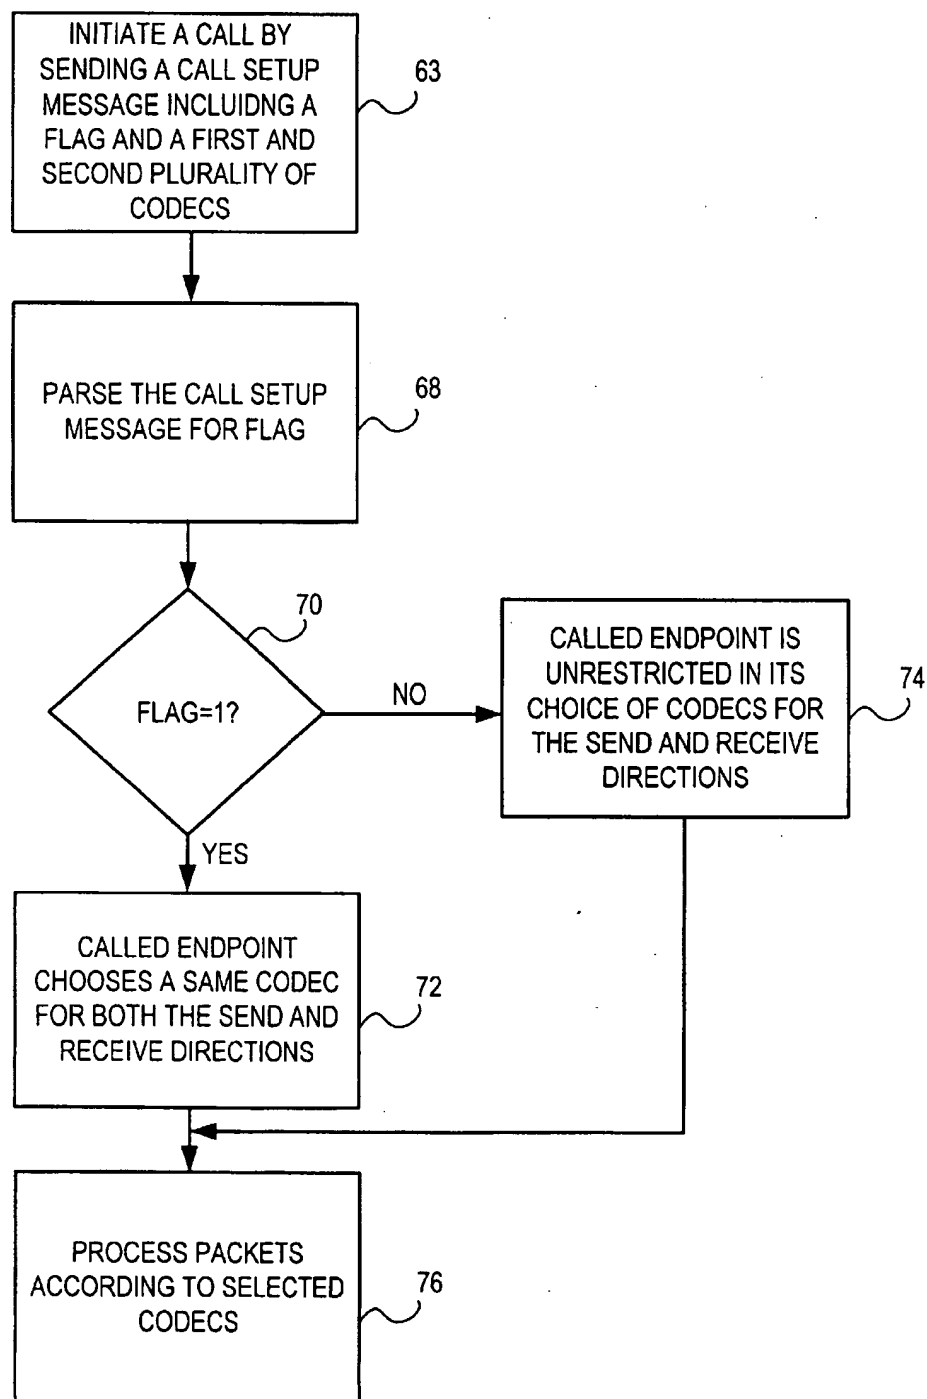 INITIATE A CALL BY
SENDING A CALL SETUP
MESSAGE INCLUIDNG A
FLAG AND A FIRST AND
SECOND PLURALITY OF
CODECS
63
PARSE THE CALL SETUP
MESSAGE FOR FLAG
68
FLAG=1?
70
NO
CALLED ENDPOINT IS
UNRESTRICTED IN ITS
CHOICE OF CODECS FOR
THE SEND AND RECEIVE
DIRECTIONS
74
YES
CALLED ENDPOINT
CHOOSES A SAME CODEC
FOR BOTH THE SEND AND
RECEIVE DIRECTIONS
72
PROCESS PACKETS
ACCORDING TO SELECTED
CODECS
76